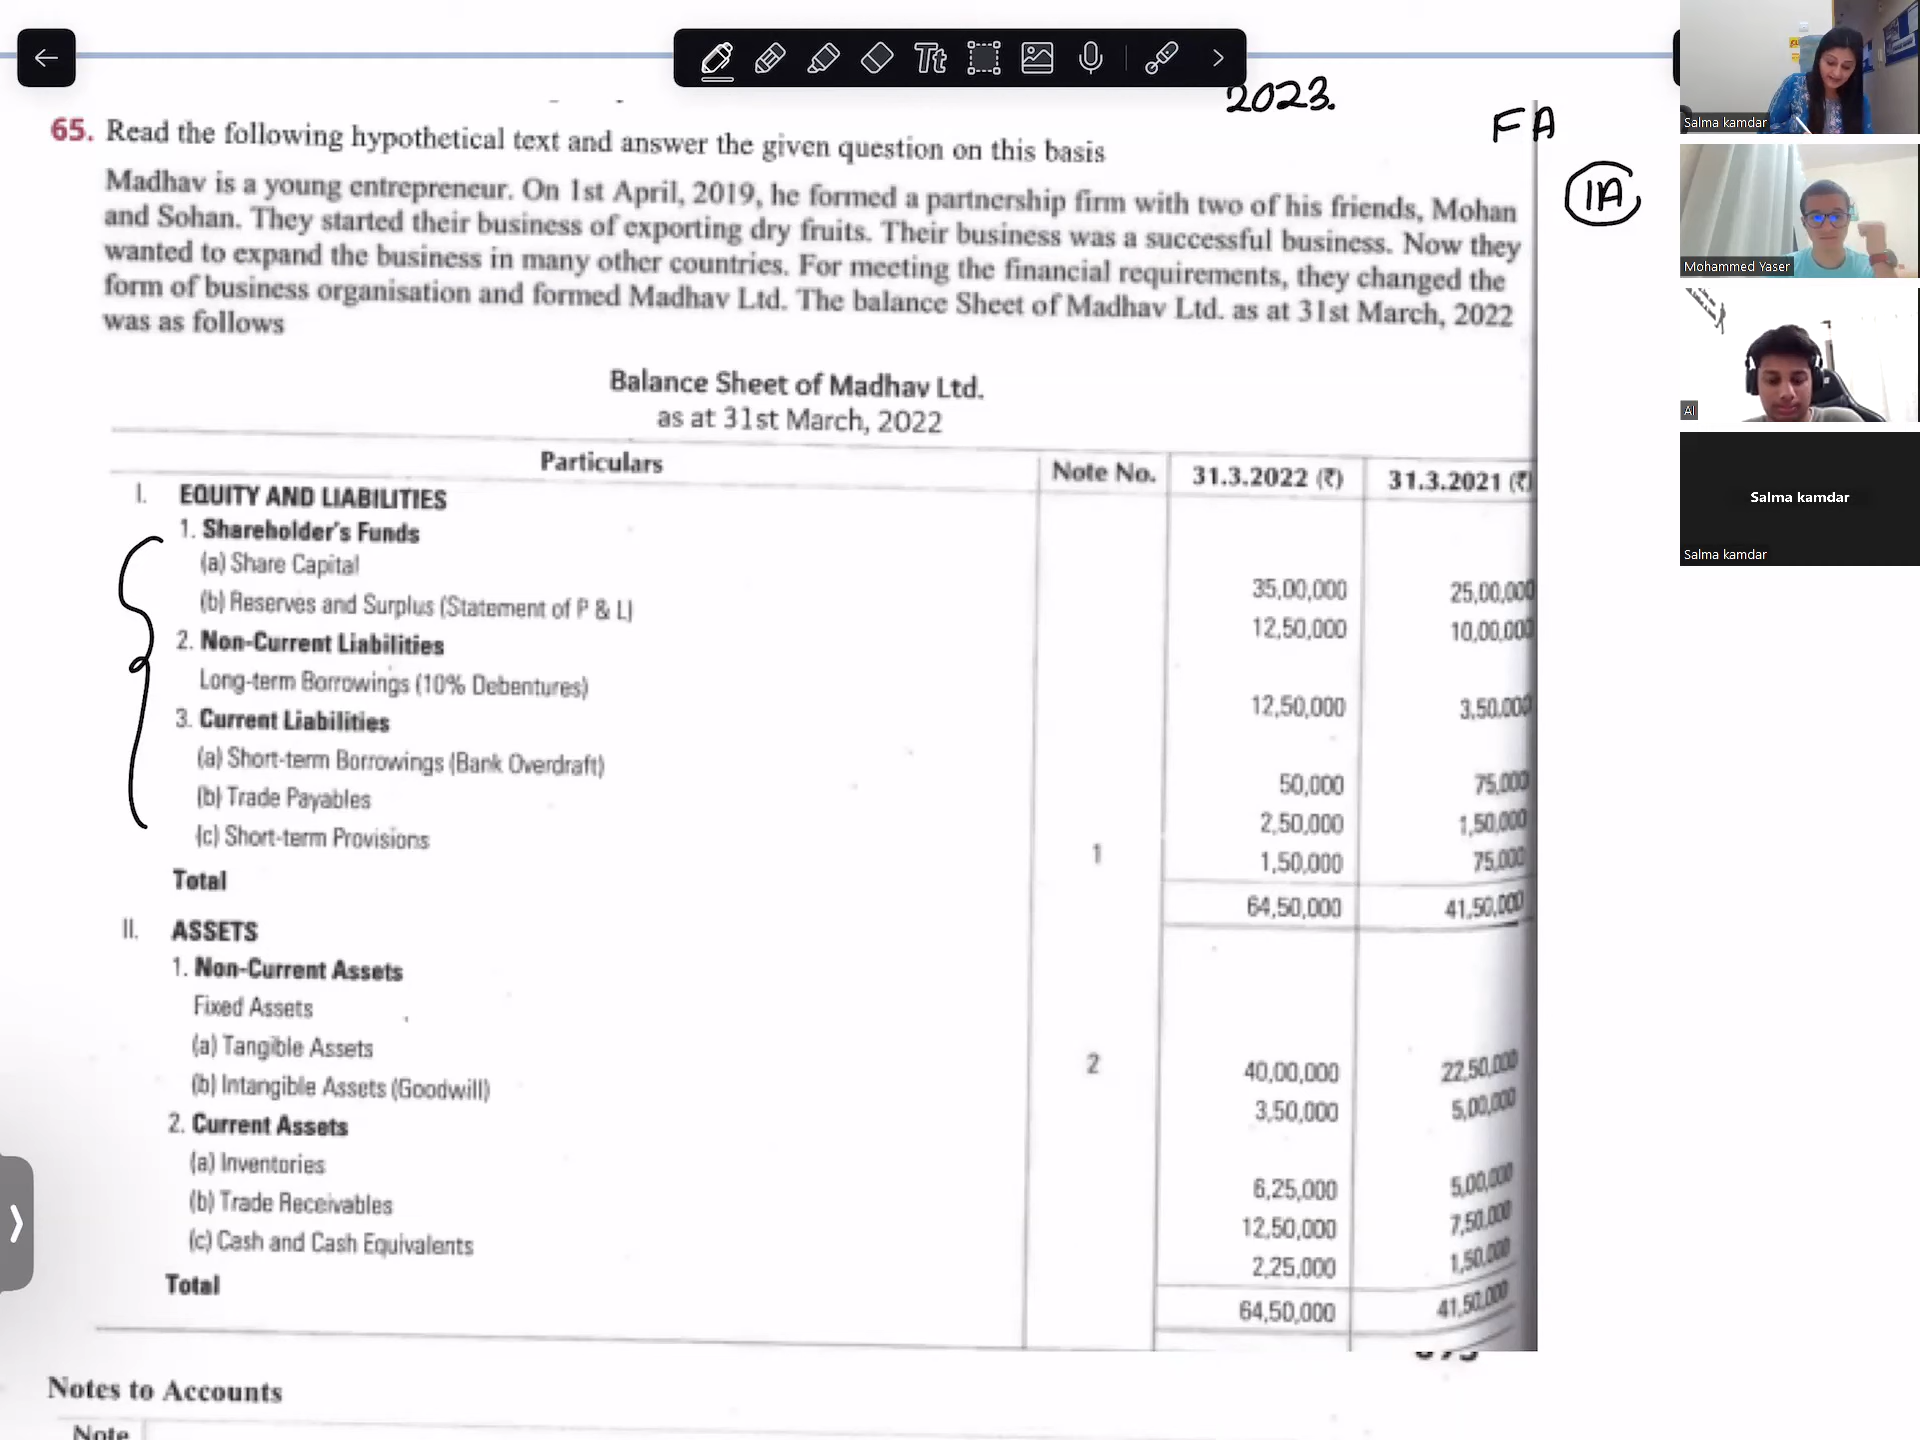 2023.
FA
1A
65. Read the following hypothetical text and answer the given question on this basis
Madhav is a young entrepreneur. On 1st April, 2019, he formed a partnership firm with two of his friends, Mohan
and Sohan. They started their business of exporting dry fruits. Their business was a successful business. Now they
wanted to expand the business in many other countries. For meeting the financial requirements, they changed the
form of business organisation and formed Madhav Ltd. The balance Sheet of Madhav Ltd. as at 31st March, 2022
was as follows
Balance Sheet of Madhav Ltd.
as at 31st March, 2022
Particulars Note No. 31.3.2022 (₹) 31.3.2021 (₹)
I. EQUITY AND LIABILITIES
1. Shareholder's Funds
(a) Share Capital 35,00,000 25,00,000
(b) Reserves and Surplus (Statement of P & L) 12,50,000 10,00,000
2. Non-Current Liabilities
Long-term Borrowings (10% Debentures) 12,50,000 3,50,000
3. Current Liabilities
(a) Short-term Borrowings (Bank Overdraft) 50,000 75,000
(b) Trade Payables 2,50,000 1,50,000
(c) Short-term Provisions 1 1,50,000 75,000
Total 64,50,000 41,50,000
II. ASSETS
1. Non-Current Assets
Fixed Assets
(a) Tangible Assets 2 40,00,000 22,50,000
(b) Intangible Assets (Goodwill) 3,50,000 5,00,000
2. Current Assets
(a) Inventories 6,25,000 5,00,000
(b) Trade Receivables 12,50,000 7,50,000
(c) Cash and Cash Equivalents 2,25,000 1,50,000
Total 64,50,000 41,50,000
Notes to Accounts
Note
Tt
Salma kamdar
Mohammed Yaser
Al
Salma kamdar
Salma kamdar